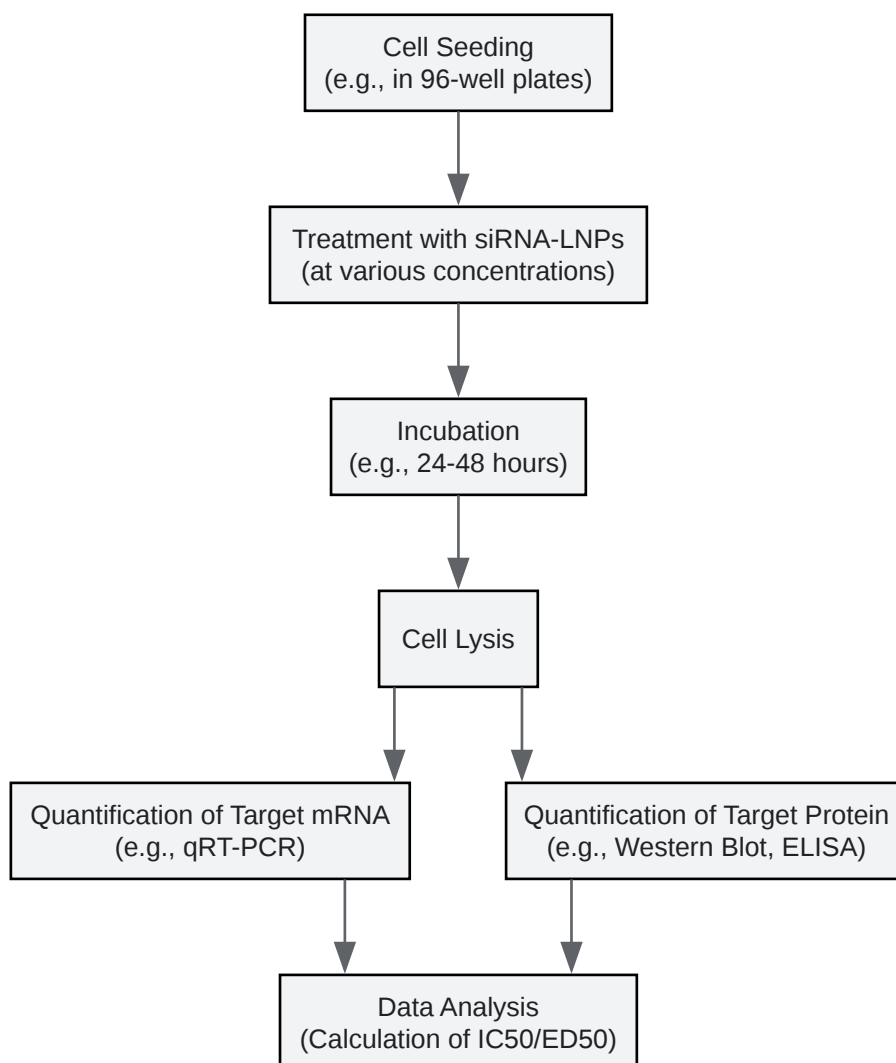 Cell Seeding
(e.g., in 96-well plates)
Treatment with siRNA-LNPs
(at various concentrations)
Incubation
(e.g., 24-48 hours)
Cell Lysis
Quantification of Target mRNA
(e.g., qRT-PCR)
Quantification of Target Protein
(e.g., Western Blot, ELISA)
Data Analysis
(Calculation of IC50/ED50)